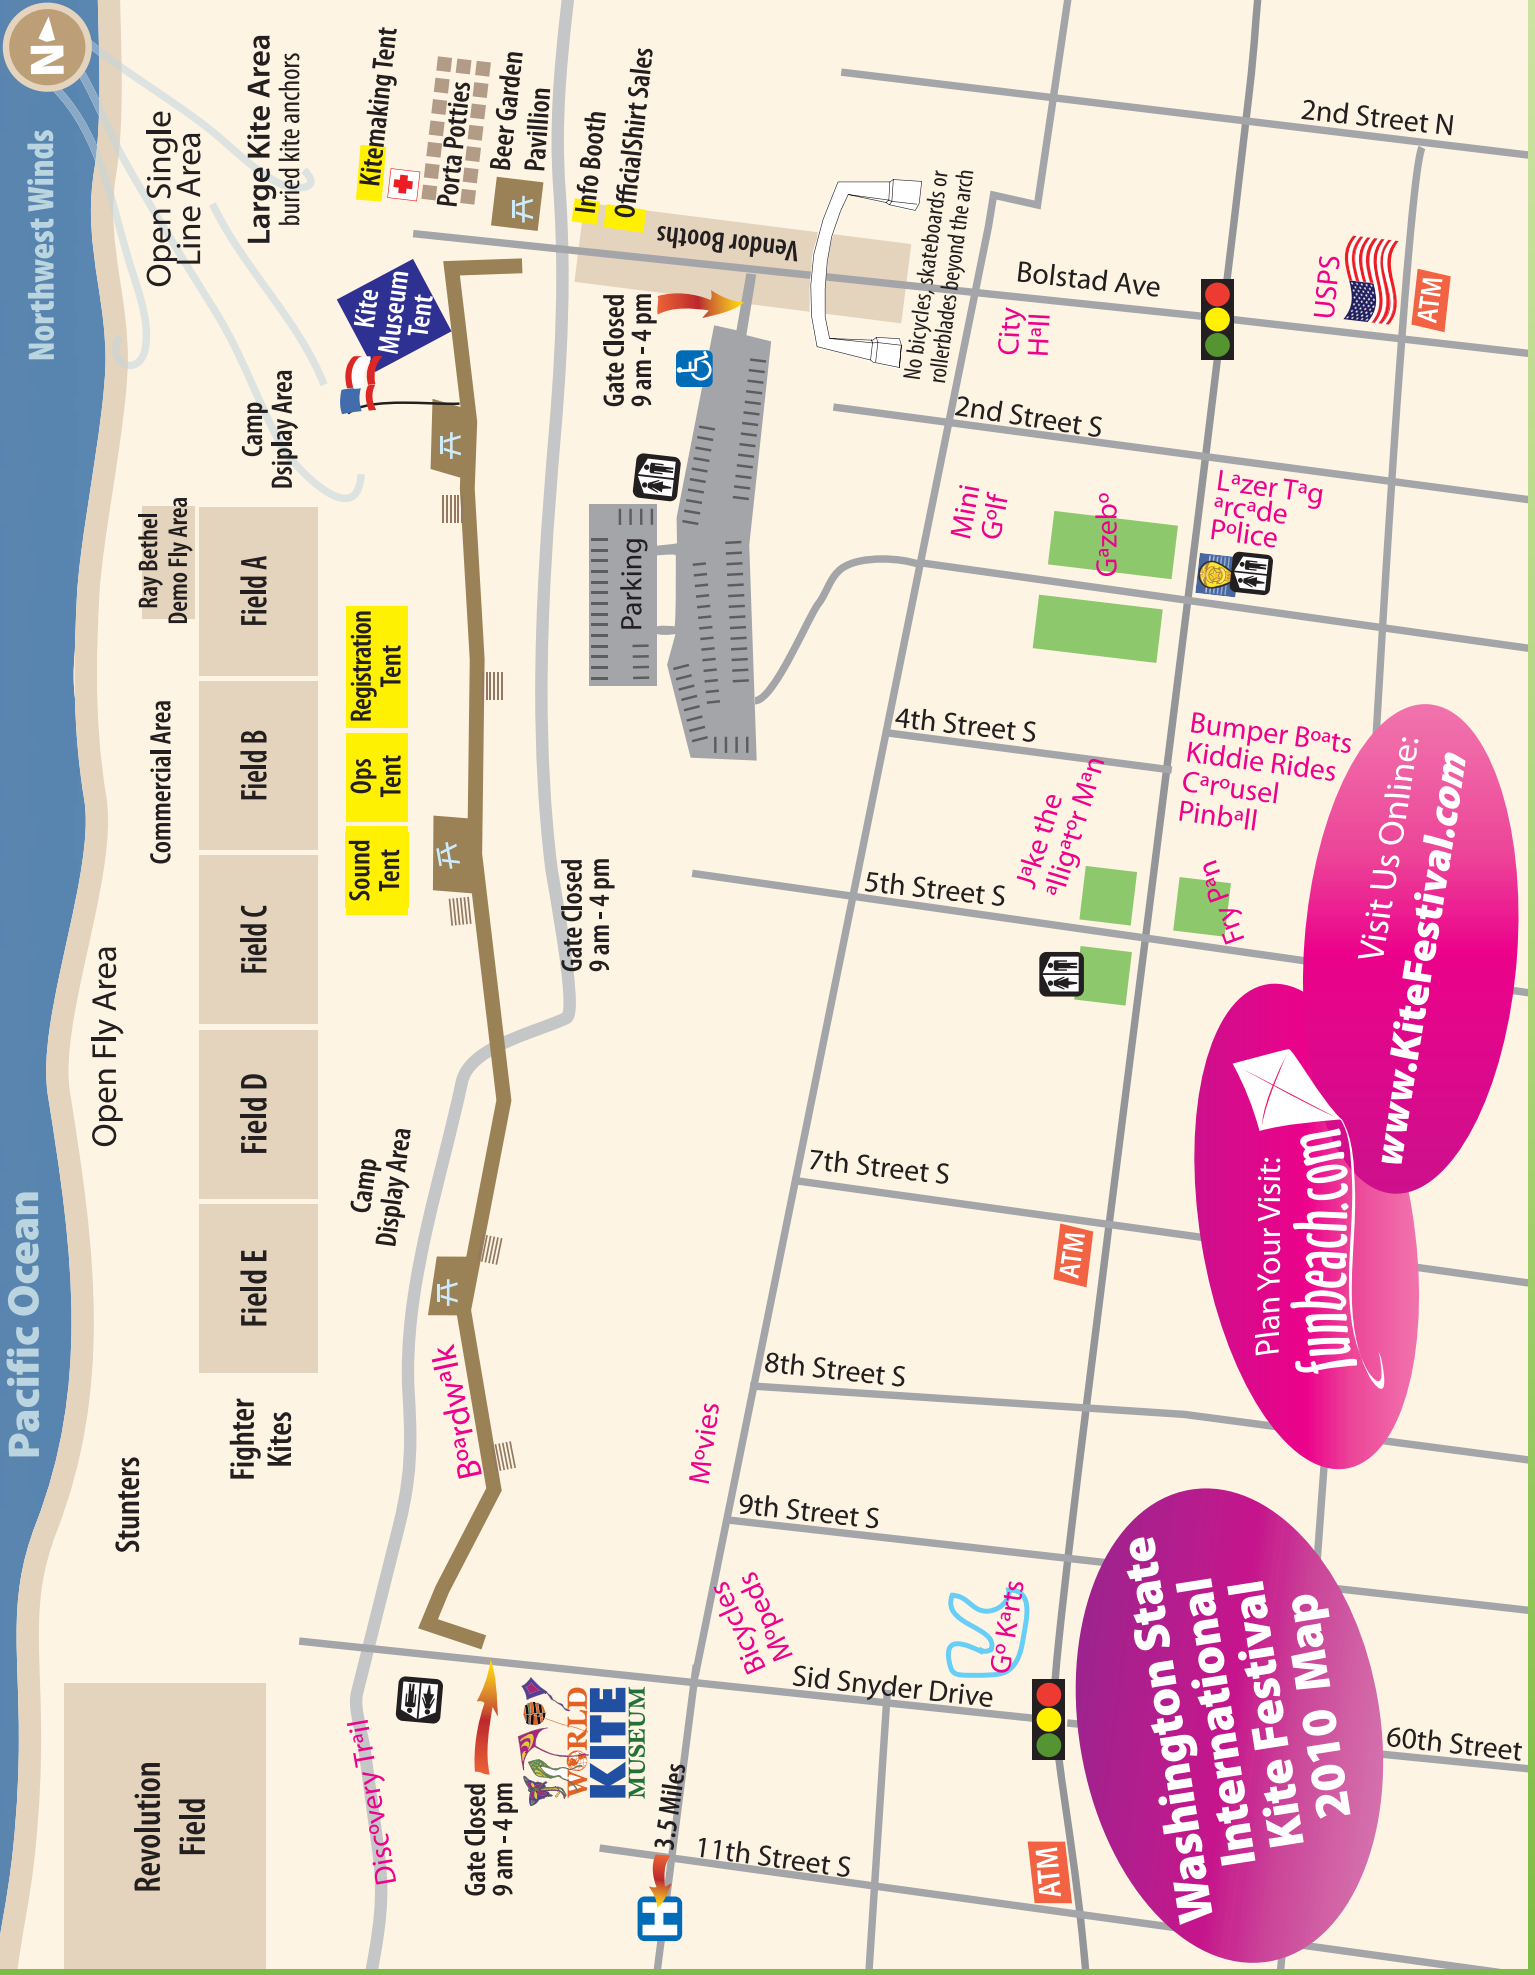 N
Northwest Winds
Pacific Ocean
Open Single
Line Area
Large Kite Area
buried kite anchors
Kitemaking Tent
Porta Potties
Beer Garden
Pavillion
Info Booth
OfficialShirt Sales
Vendor Booths
Kite
Museum
Tent
Gate Closed
9 am - 4 pm
No bicycles, skateboards or
rollerblades beyond the arch
2nd Street N
Bolstad Ave
City
Hall
USPS
ATM
Camp
Dsiplay Area
Ray Bethel
Demo Fly Area
Field A
Registration
Tent
Parking
2nd Street S
Mini
Golf
Gazebo
Lazer Tag
arcade
Police
Commercial Area
Field B
Ops
Tent
Sound
Tent
Field C
Gate Closed
9 am - 4 pm
4th Street S
Jake the
alligator Man
Bumper Boats
Kiddie Rides
Carousel
Pinball
5th Street S
Fry Pan
Open Fly Area
Field D
Camp
Display Area
Field E
7th Street S
ATM
Visit Us Online:
www.KiteFestival.com
Plan Your Visit:
funbeach.com
Boardwalk
8th Street S
Movies
Stunters
Fighter
Kites
9th Street S
Bicycles
Mopeds
Go Karts
Sid Snyder Drive
Revolution
Field
Discovery Trail
Gate Closed
9 am - 4 pm
WORLD
KITE
MUSEUM
3.5 Miles
H
11th Street S
ATM
60th Street
Washington State
International
Kite Festival
2010 Map